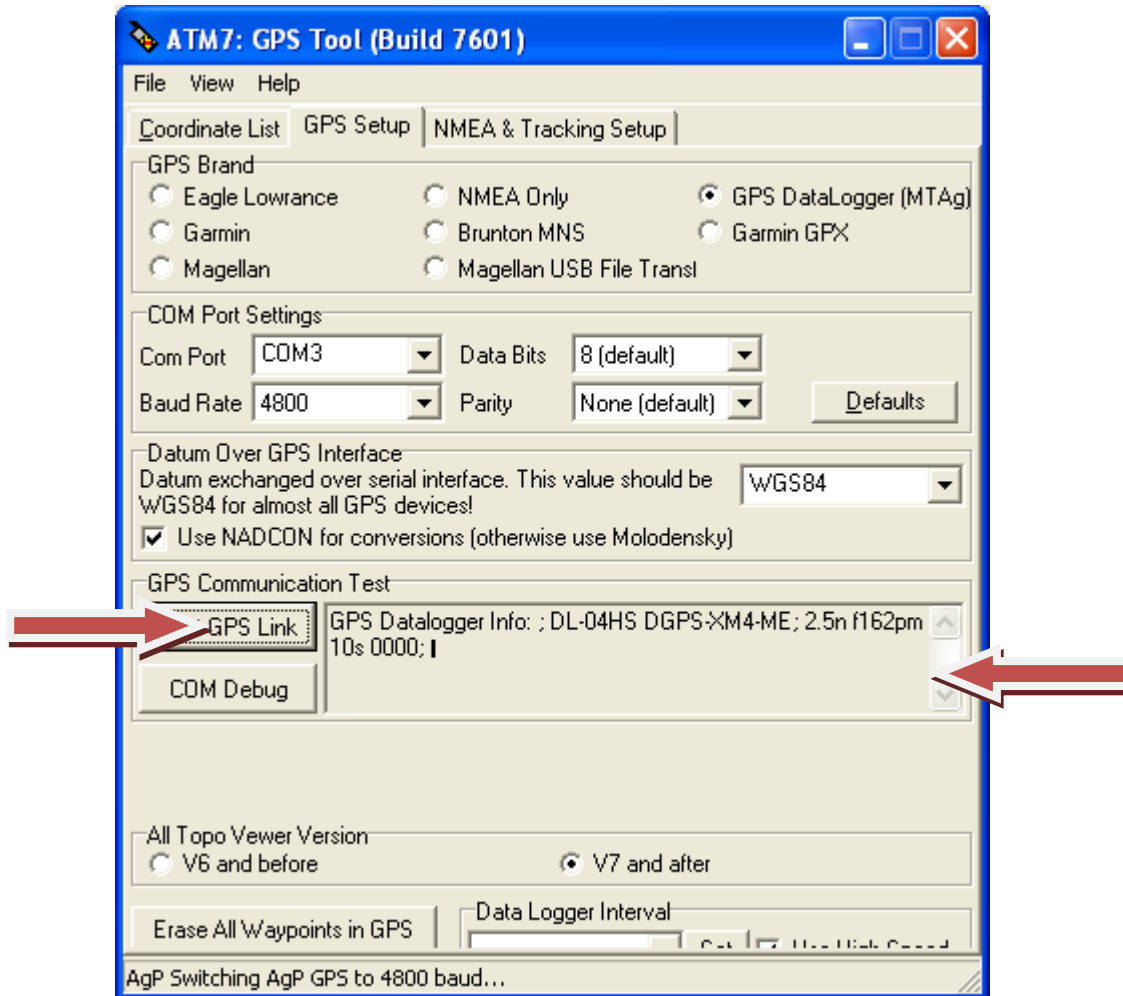 ATM7: GPS Tool (Build 7601)
File View Help
Coordinate List GPS Setup NMEA & Tracking Setup
GPS Brand
Eagle Lowrance NMEA Only GPS DataLogger (MTAg)
Garmin Brunton MNS Garmin GPX
Magellan Magellan USB File Transl
COM Port Settings
Com Port COM3 Data Bits 8 (default)
Baud Rate 4800 Parity None (default) Defaults
Datum Over GPS Interface
Datum exchanged over serial interface. This value should be
WGS84 for almost all GPS devices!
WGS84
Use NADCON for conversions (otherwise use Molodensky)
GPS Communication Test
GPS Link
GPS Datalogger Info: ; DL-04HS DGPS-XM4-ME; 2.5n f162pm
10s 0000;
COM Debug
All Topo Vewer Version
V6 and before V7 and after
Erase All Waypoints in GPS
Data Logger Interval
Set Use High Speed
AgP Switching AgP GPS to 4800 baud...